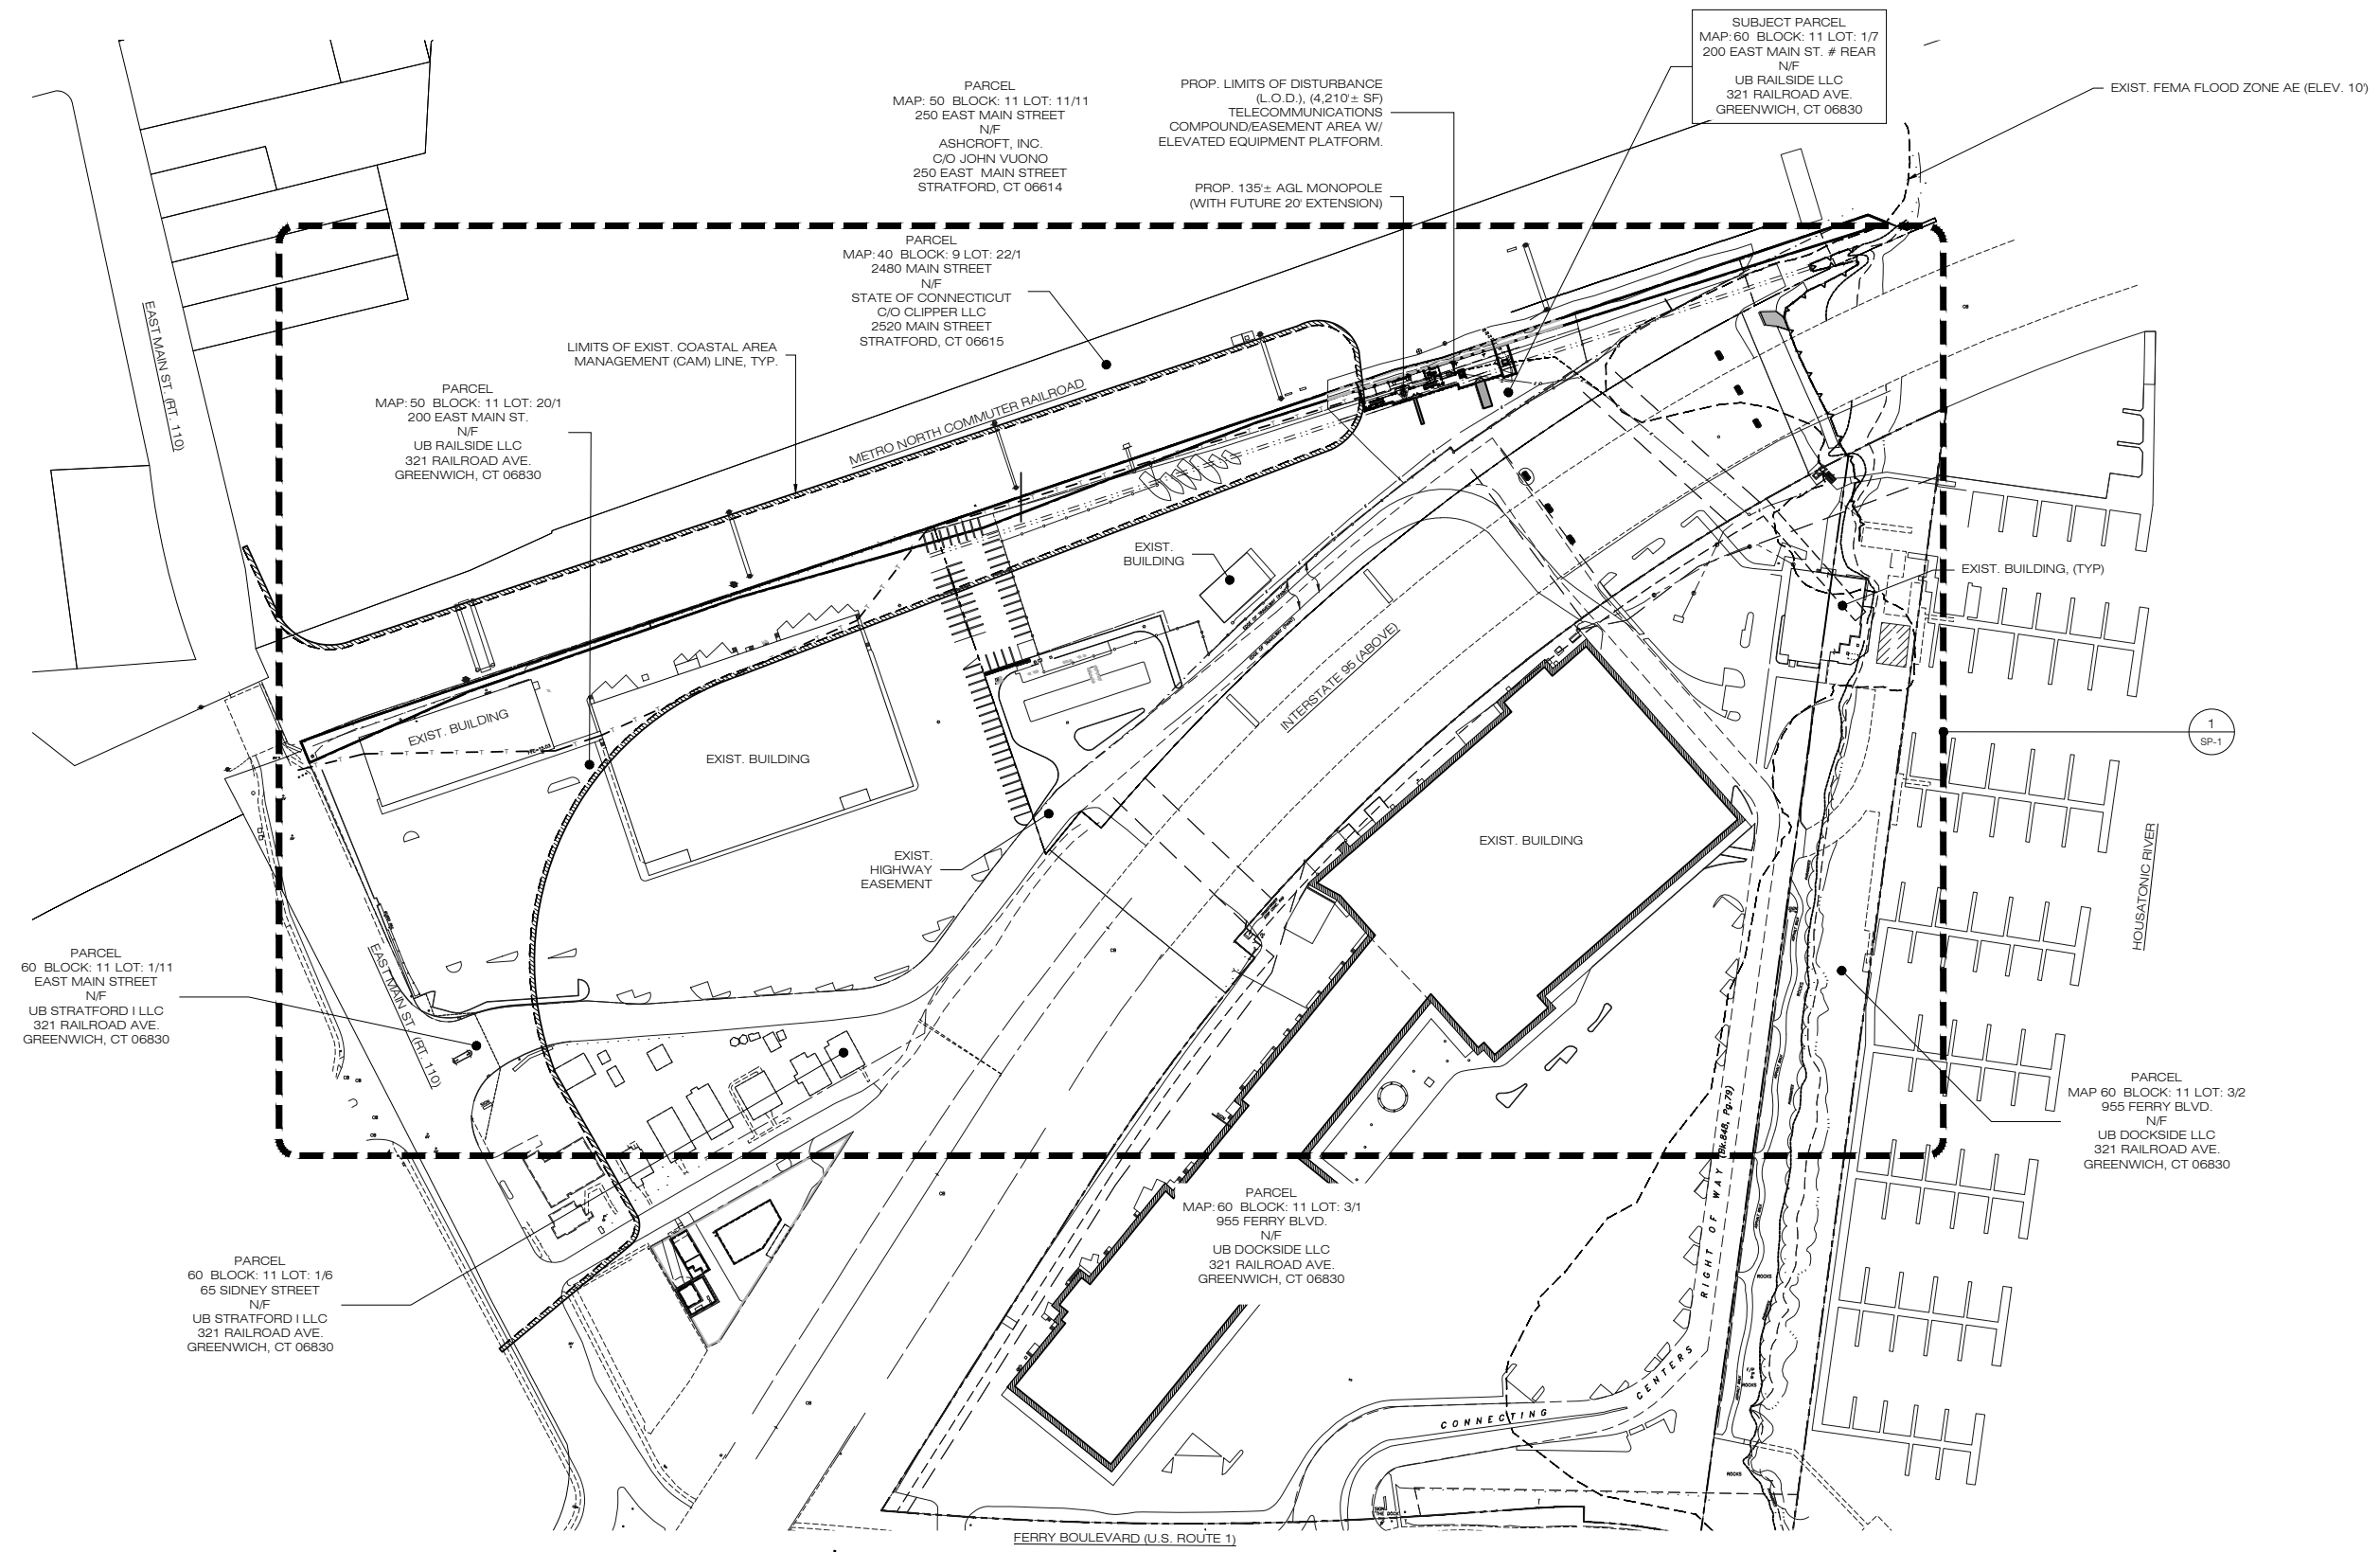 SUBJECT PARCEL
MAP: 60 BLOCK: 11 LOT: 1/7
200 EAST MAIN ST. # REAR
N/F
UB RAILSIDE LLC
321 RAILROAD AVE.
GREENWICH, CT 06830
EXIST. FEMA FLOOD ZONE AE (ELEV. 10')
PARCEL
MAP: 50 BLOCK: 11 LOT: 11/11
250 EAST MAIN STREET
N/F
ASHCROFT, INC.
C/O JOHN VUONO
250 EAST MAIN STREET
STRATFORD, CT 06614
PROP. LIMITS OF DISTURBANCE
(L.O.D.), (4,210'± SF)
TELECOMMUNICATIONS
COMPOUND/EASEMENT AREA W/
ELEVATED EQUIPMENT PLATFORM.
PROP. 135'± AGL MONOPOLE
(WITH FUTURE 20' EXTENSION)
PARCEL
MAP: 40 BLOCK: 9 LOT: 22/1
2480 MAIN STREET
N/F
STATE OF CONNECTICUT
C/O CLIPPER LLC
2520 MAIN STREET
STRATFORD, CT 06615
EAST MAIN ST. (RT. 110)
LIMITS OF EXIST. COASTAL AREA
MANAGEMENT (CAM) LINE, TYP.
PARCEL
MAP: 50 BLOCK: 11 LOT: 20/1
200 EAST MAIN ST.
N/F
UB RAILSIDE LLC
321 RAILROAD AVE.
GREENWICH, CT 06830
METRO NORTH COMMUTER RAILROAD
EXIST.
BUILDING
EXIST. BUILDING, (TYP)
INTERSTATE 95 (ABOVE)
EXIST. BUILDING
EXIST. BUILDING
1
SP-1
EXIST. BUILDING
EXIST.
HIGHWAY
EASEMENT
HOUSATONIC RIVER
PARCEL
60 BLOCK: 11 LOT: 1/11
EAST MAIN STREET
N/F
UB STRATFORD I LLC
321 RAILROAD AVE.
GREENWICH, CT 06830
EAST MAIN ST. (RT. 110)
ROCKS
PARCEL
MAP 60 BLOCK: 11 LOT: 3/2
955 FERRY BLVD.
N/F
UB DOCKSIDE LLC
321 RAILROAD AVE.
GREENWICH, CT 06830
PARCEL
MAP: 60 BLOCK: 11 LOT: 3/1
955 FERRY BLVD.
N/F
UB DOCKSIDE LLC
321 RAILROAD AVE.
GREENWICH, CT 06830
PARCEL
60 BLOCK: 11 LOT: 1/6
65 SIDNEY STREET
N/F
UB STRATFORD I LLC
321 RAILROAD AVE.
GREENWICH, CT 06830
CONNECTING CENTERS RIGHT OF WAY (Bk.848, Pg.79)
ROCKS
ROCKS
ROCKS
FERRY BOULEVARD (U.S. ROUTE 1)